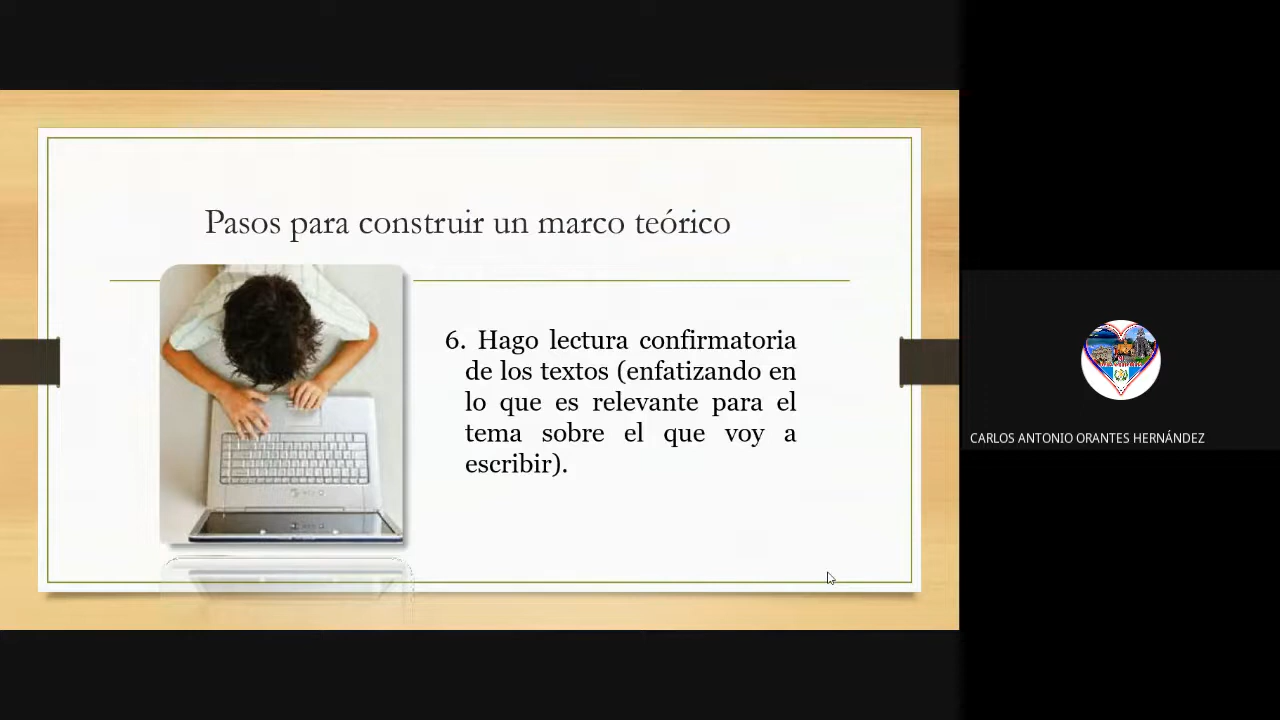 Pasos para construir un marco teórico
6. Hago lectura confirmatoria
de los textos (enfatizando en
lo que es relevante para el
tema sobre el que voy a
escribir).
CARLOS ANTONIO ORANTES HERNÁNDEZ